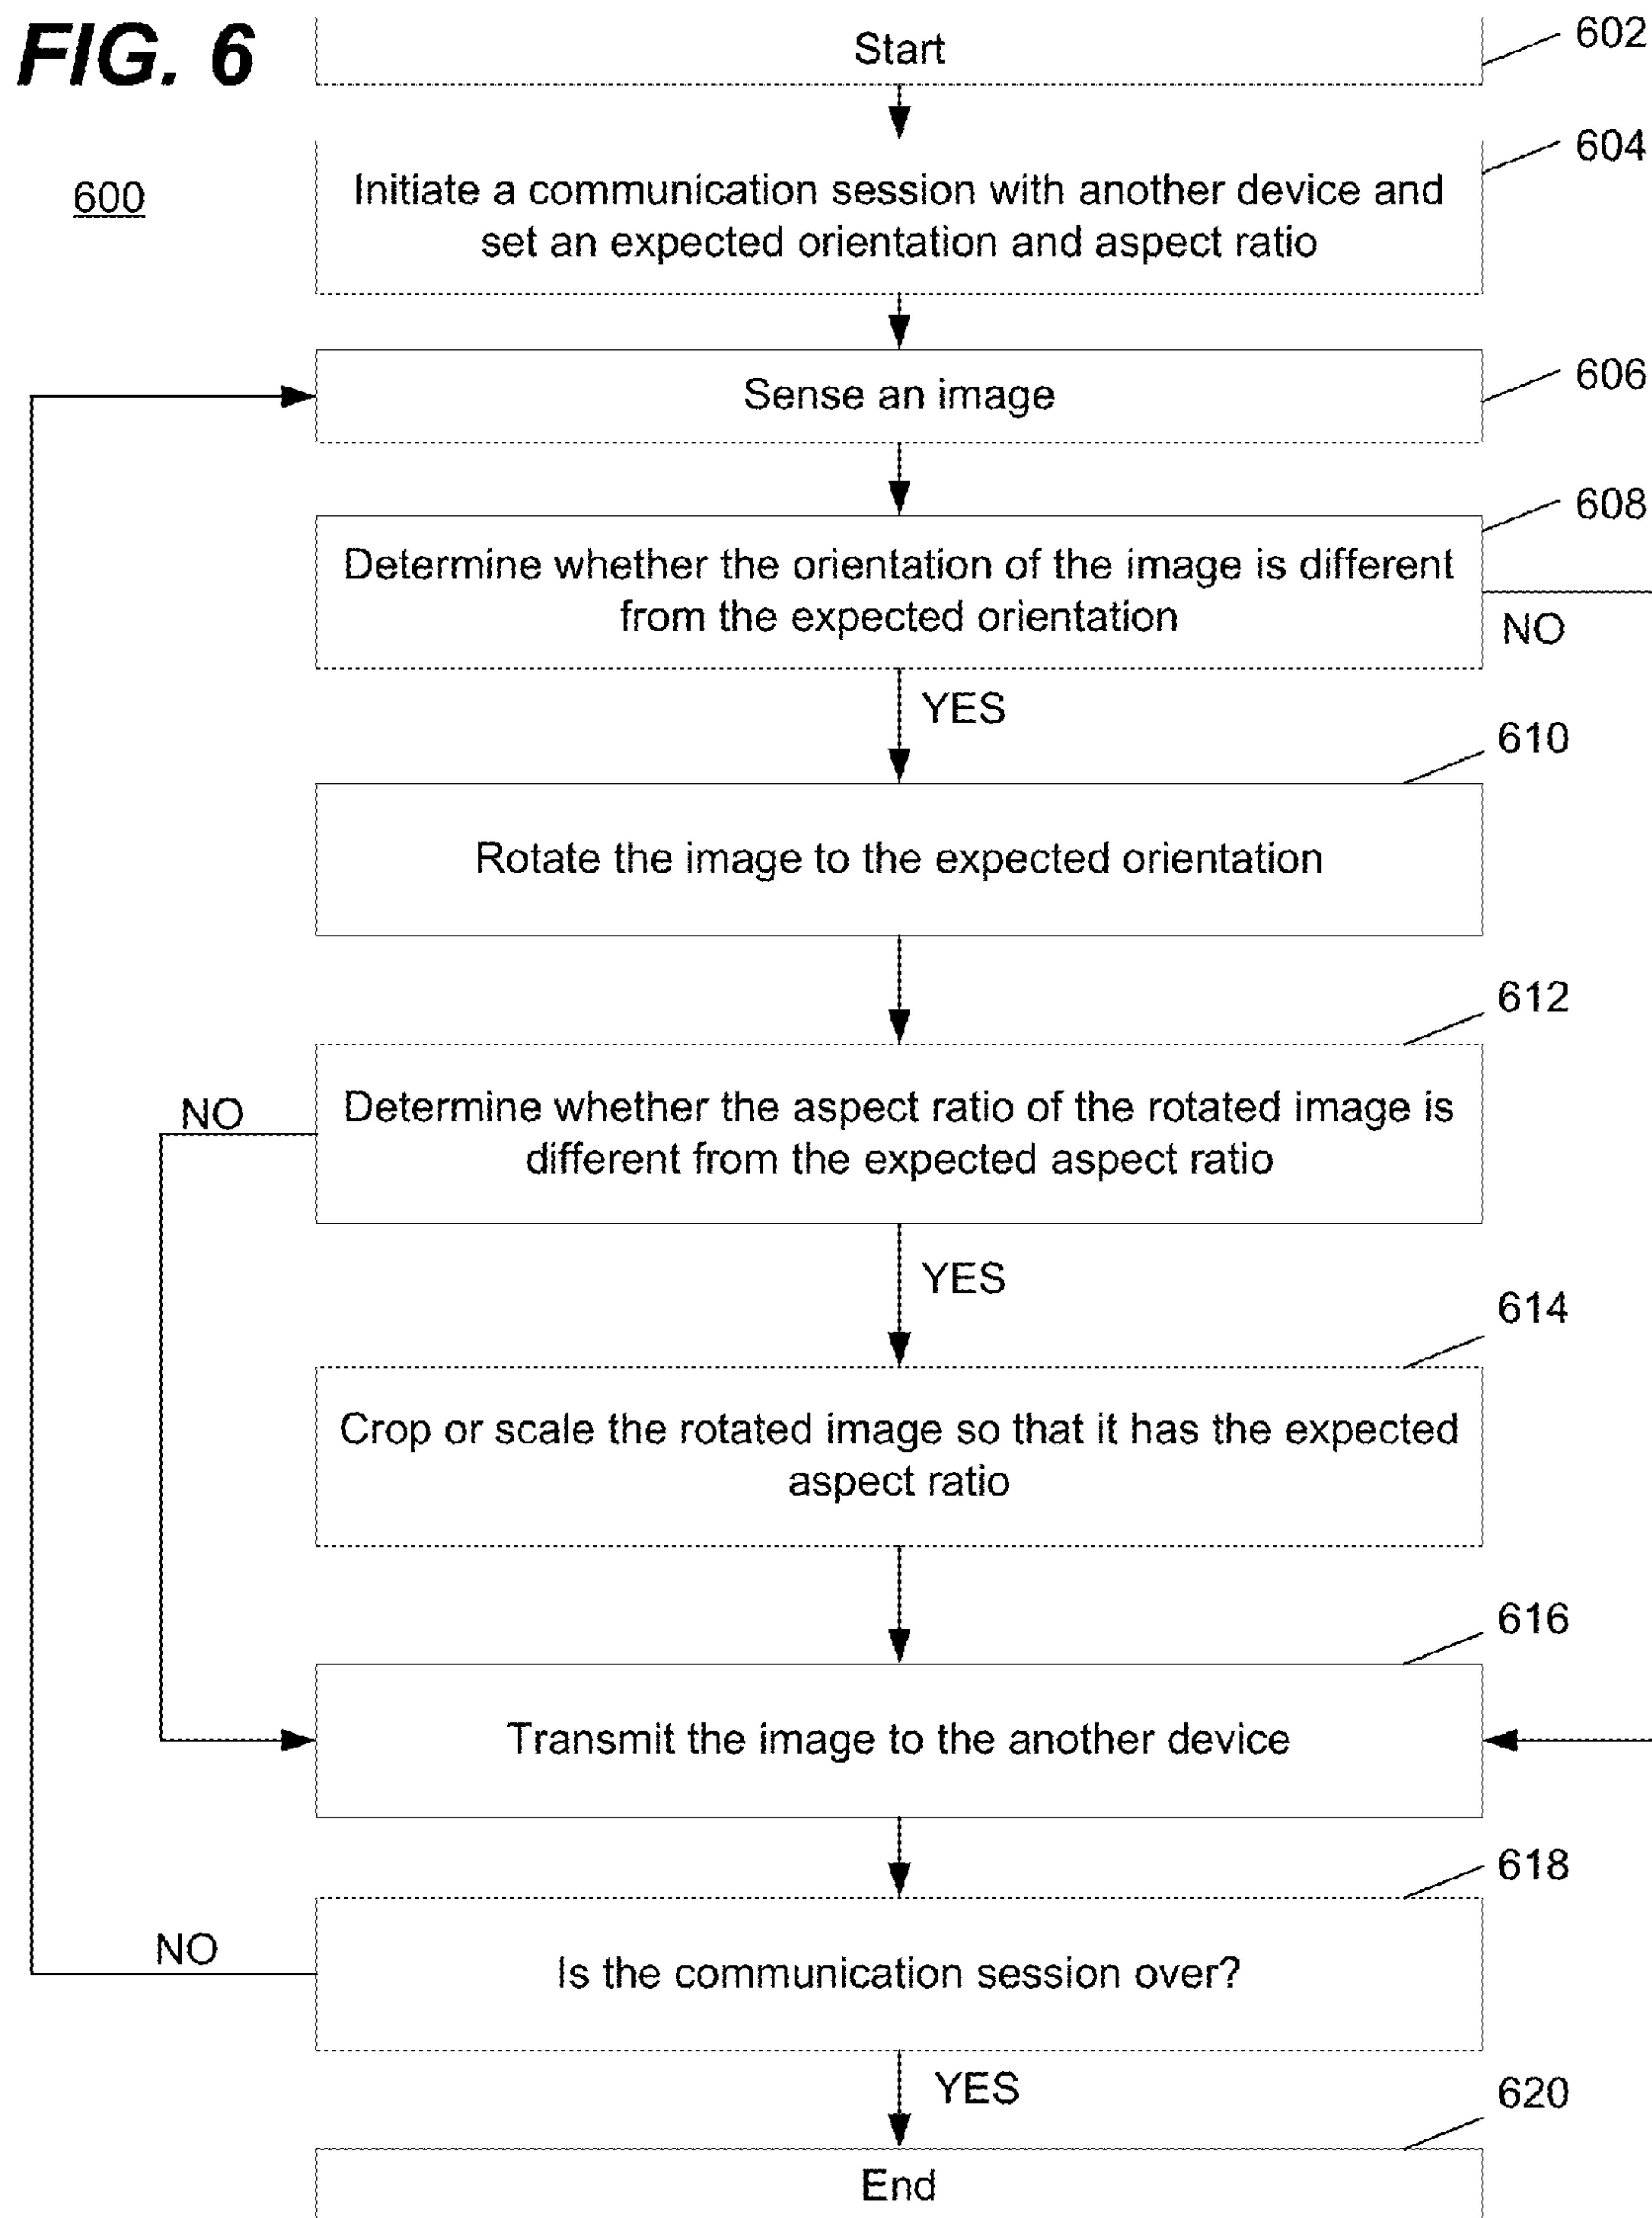 FIG. 6
600
Start
602
Initiate a communication session with another device and
set an expected orientation and aspect ratio
604
Sense an image
606
Determine whether the orientation of the image is different
from the expected orientation
608
NO
YES
610
Rotate the image to the expected orientation
612
NO
Determine whether the aspect ratio of the rotated image is
different from the expected aspect ratio
YES
614
Crop or scale the rotated image so that it has the expected
aspect ratio
616
Transmit the image to the another device
618
NO
Is the communication session over?
YES
620
End